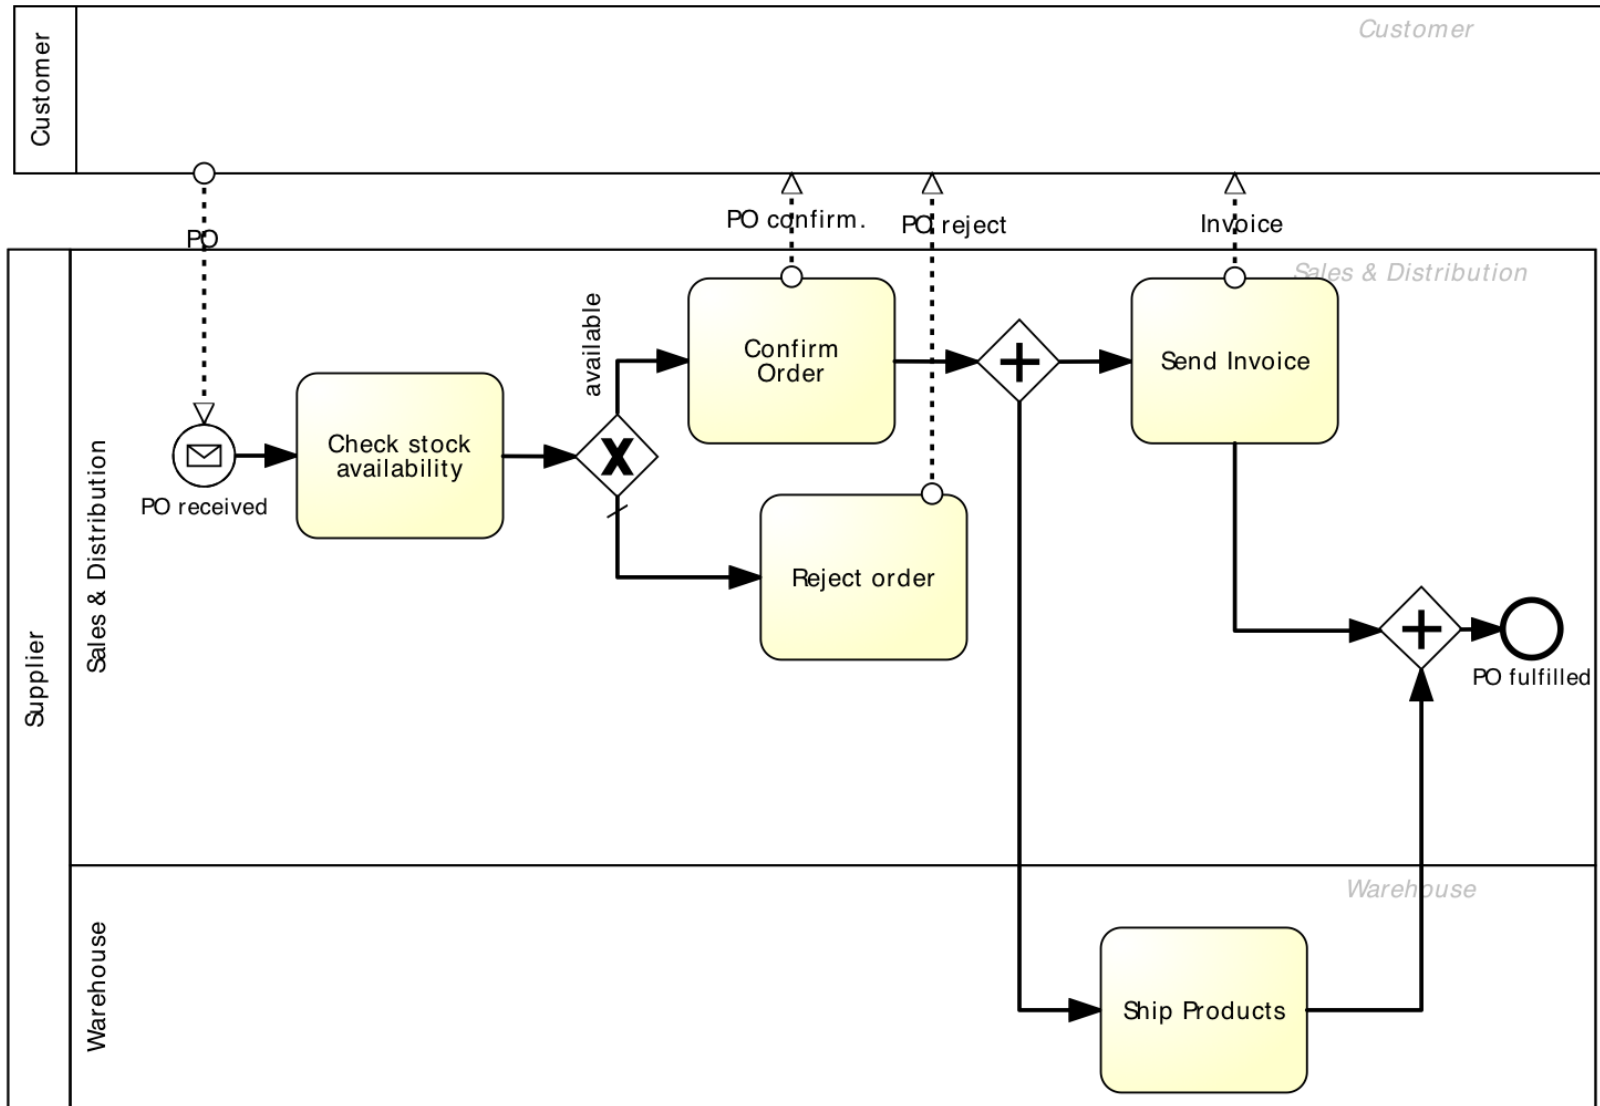 Customer
Customer
PO
PO confirm.
PO reject
Invoice
Supplier
Sales & Distribution
Sales & Distribution
available
Confirm
Order
Send Invoice
Check stock
availability
PO received
Reject order
PO fulfilled
Warehouse
Warehouse
Ship Products